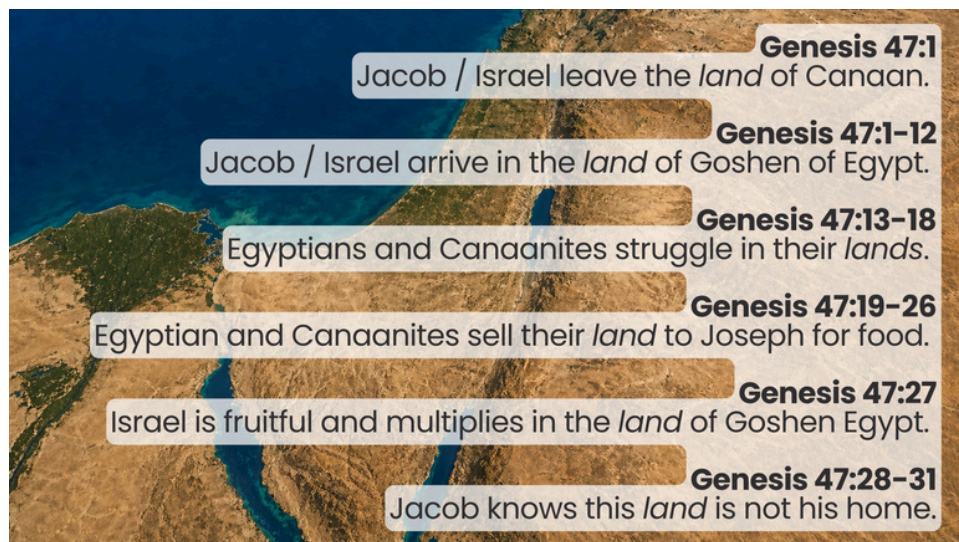 Genesis 47:1
Jacob / Israel leave the land of Canaan.
Genesis 47:1-12
Jacob / Israel arrive in the land of Goshen of Egypt.
Genesis 47:13-18
Egyptians and Canaanites struggle in their lands.
Genesis 47:19-26
Egyptian and Canaanites sell their land to Joseph for food.
Genesis 47:27
Israel is fruitful and multiplies in the land of Goshen Egypt.
Genesis 47:28-31
Jacob knows this land is not his home.